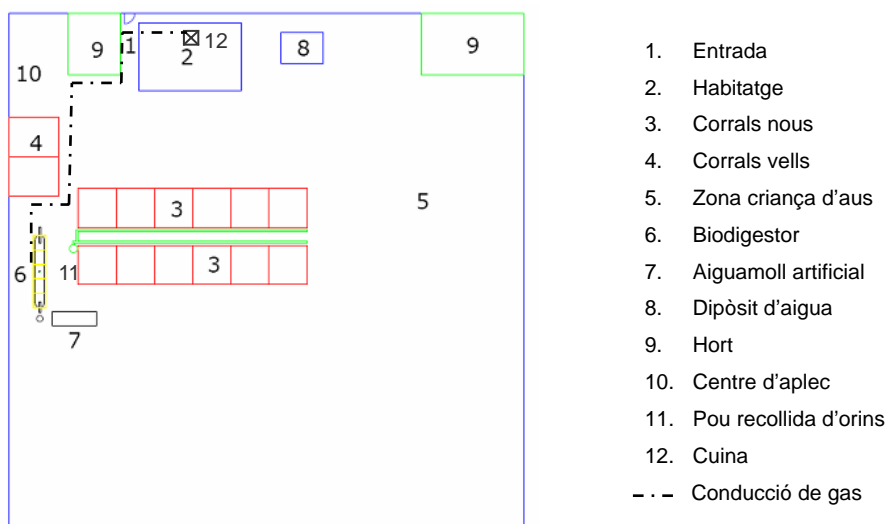 9
1
12
2
8
9
10
4
3
5
3
6
11
7
1. Entrada
2. Habitatge
3. Corrals nous
4. Corrals vells
5. Zona criança d'aus
6. Biodigestor
7. Aiguamoll artificial
8. Dipòsit d'aigua
9. Hort
10. Centre d'aplec
11. Pou recollida d'orins
12. Cuina
Conducció de gas